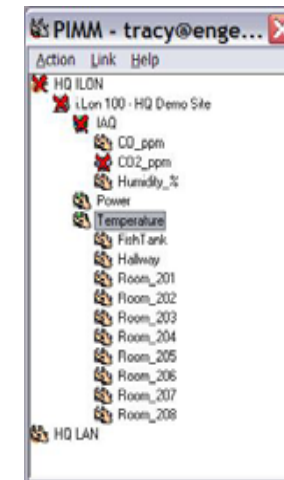 PIMM - tracy@enge...
Action Link Help
HQ ILON
i.Lon 100 - HQ Demo Site
IAQ
CO_ppm
CO2_ppm
Humidity_%
Power
Temperature
FishTank
Hallway
Room_201
Room_202
Room_203
Room_204
Room_205
Room_206
Room_207
Room_208
HQ LAN